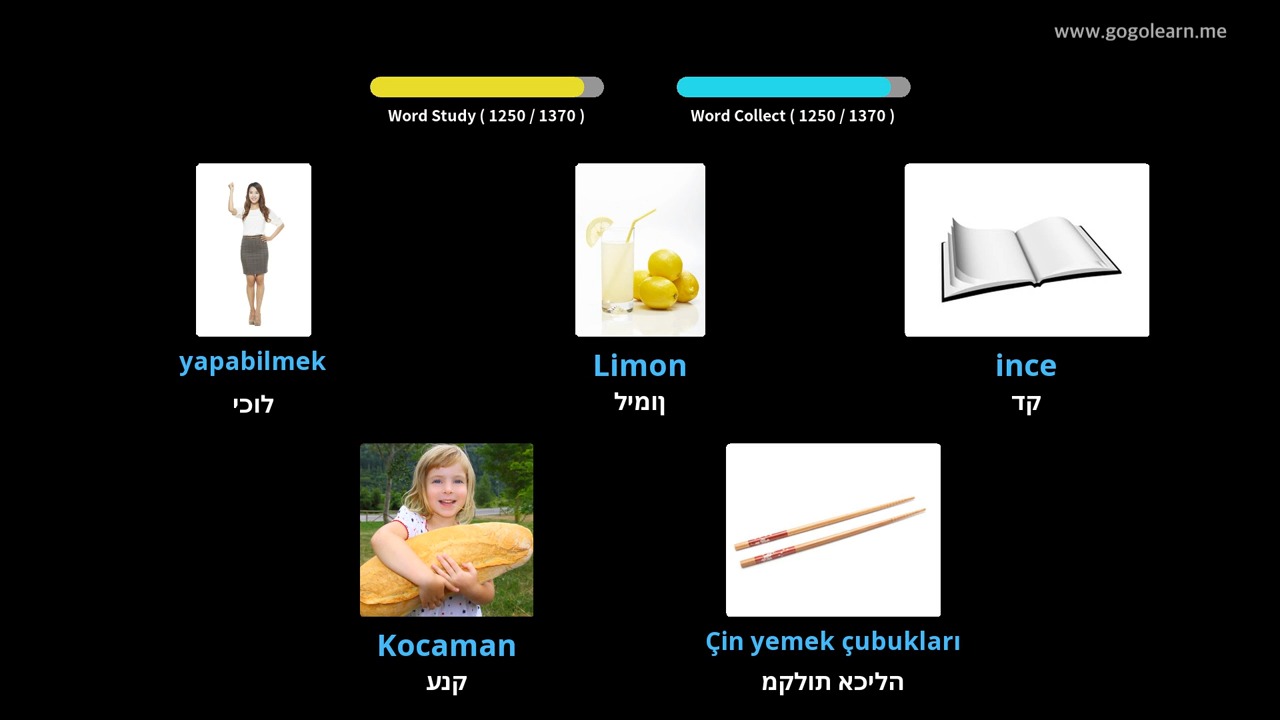 www.gogolearn.me
Word Study ( 1250 / 1370 )
Word Collect ( 1250 / 1370 )
yapabilmek
לוכי
Limon
ןומיל
ince
קד
Kocaman
קנע
Çin yemek çubukları
הליכא תולקמ